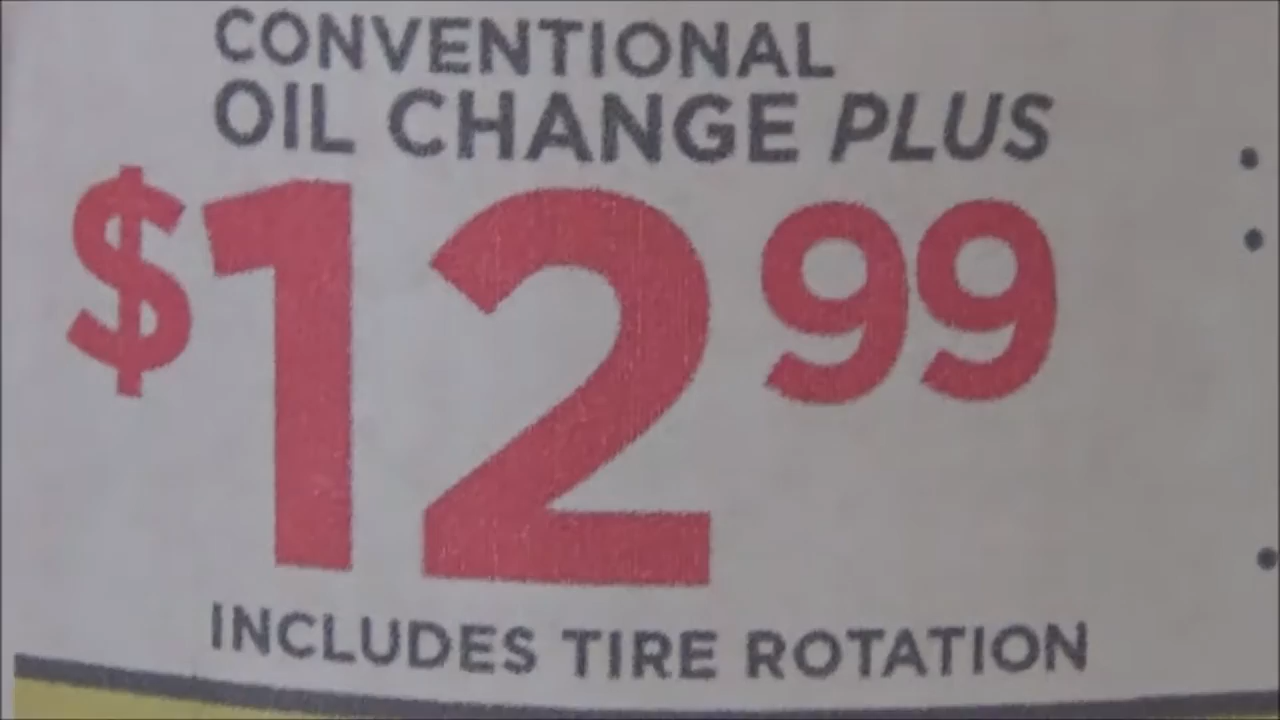 CONVENTIONAL
OIL CHANGE PLUS
$12 99
INCLUDES TIRE ROTATION